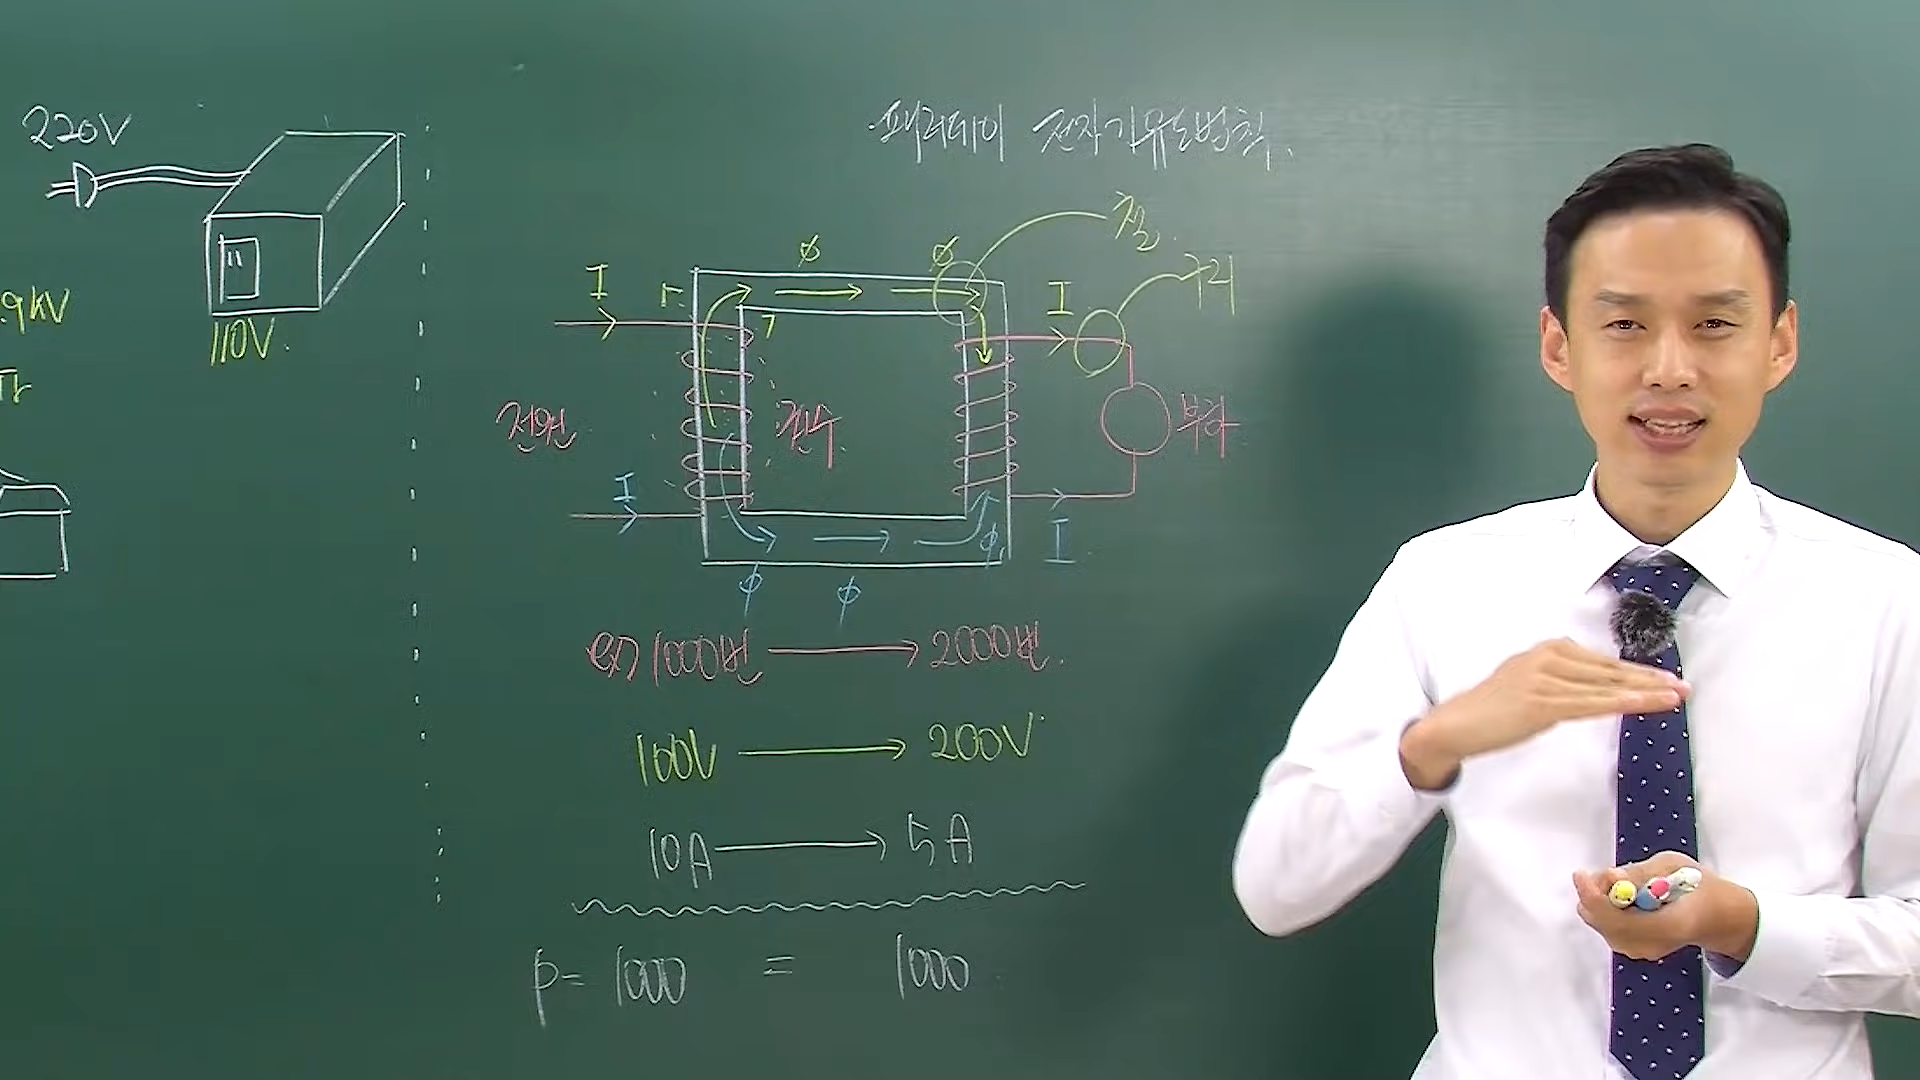 220V
110V.
.9kV
패러데이 전자기유도법칙.
철.
구리
φ φ
I I
전원 권수 부하
I φ I
φ φ
ex) 1000번 → 2000번.
100V → 200V
10A → 5A
P= 1000 = 1000